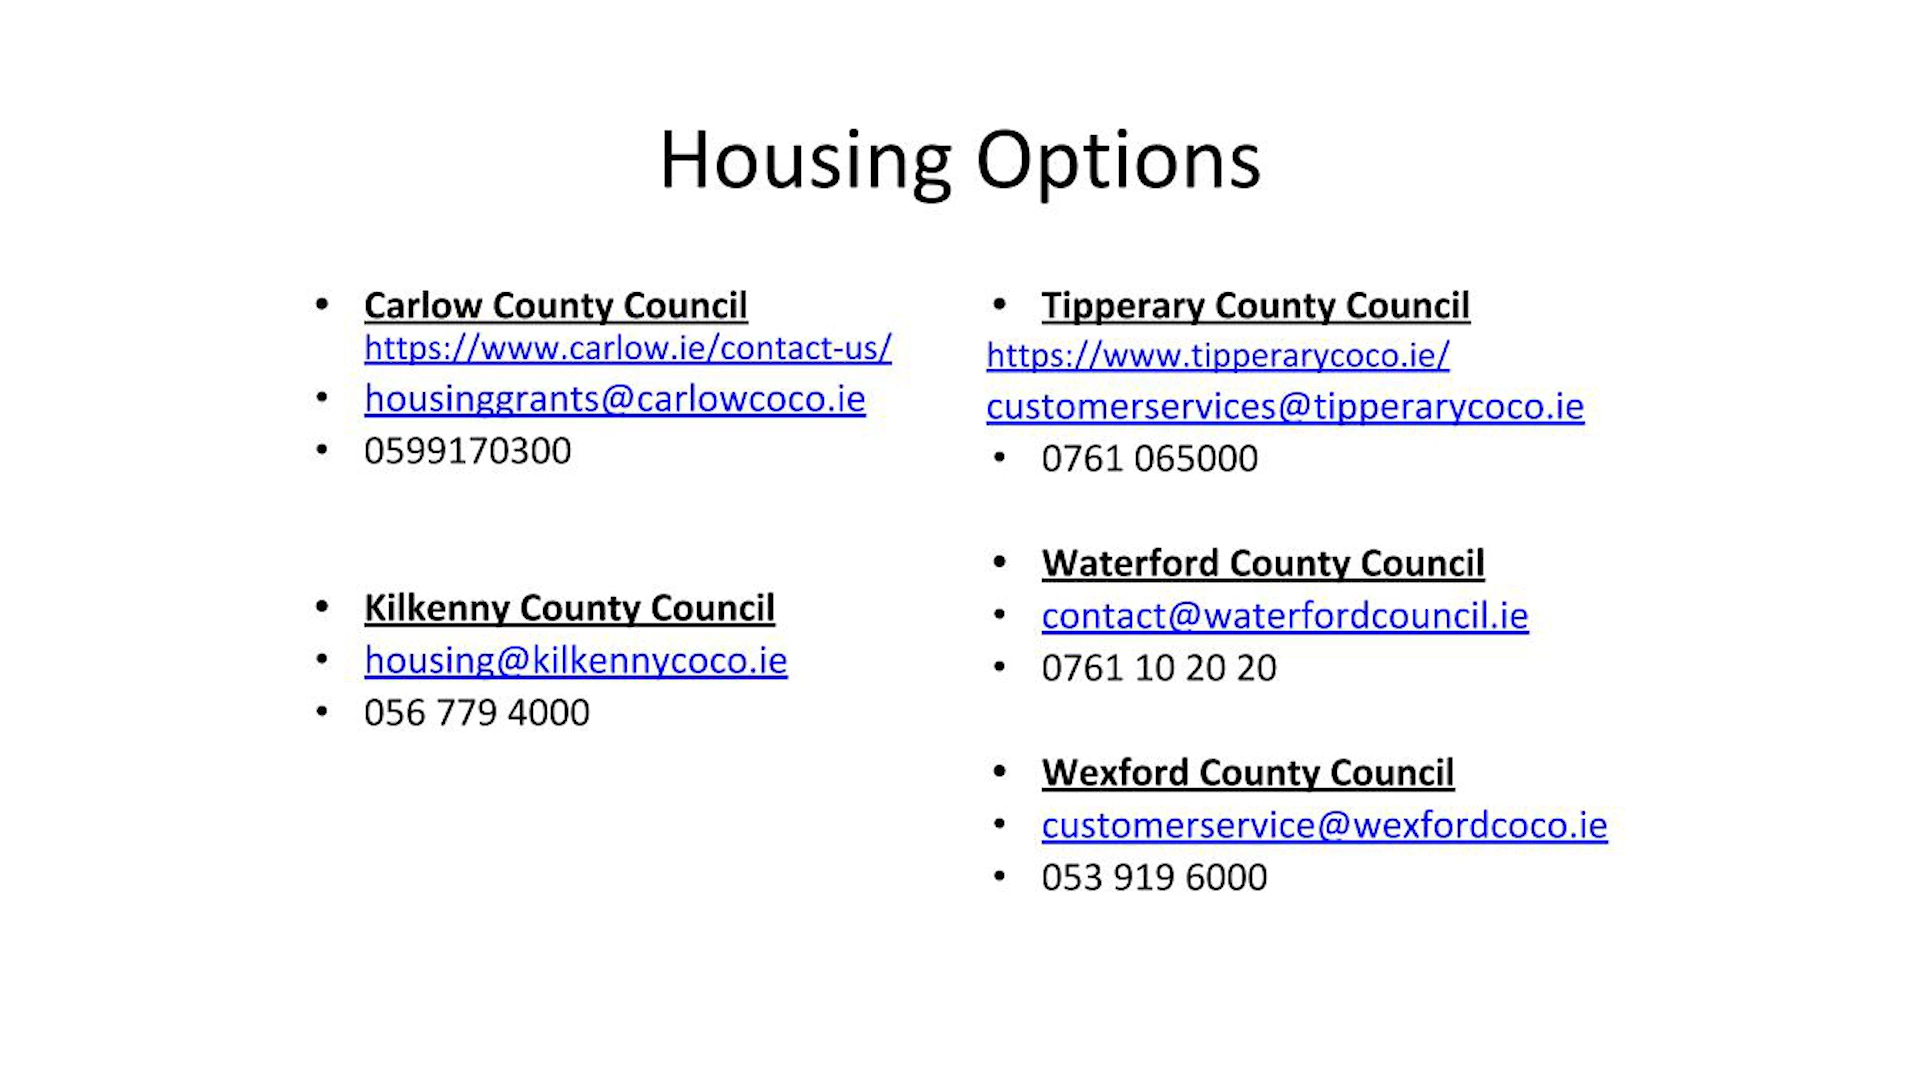 Housing Options
• Carlow County Council
https://www.carlow.ie/contact-us/
• housinggrants@carlowcoco.ie
• 0599170300
• Kilkenny County Council
• housing@kilkennycoco.ie
• 056 779 4000
• Tipperary County Council
https://www.tipperarycoco.ie/
customerservices@tipperarycoco.ie
• 0761 065000
• Waterford County Council
• contact@waterfordcouncil.ie
• 0761 10 20 20
• Wexford County Council
• customerservice@wexfordcoco.ie
• 053 919 6000